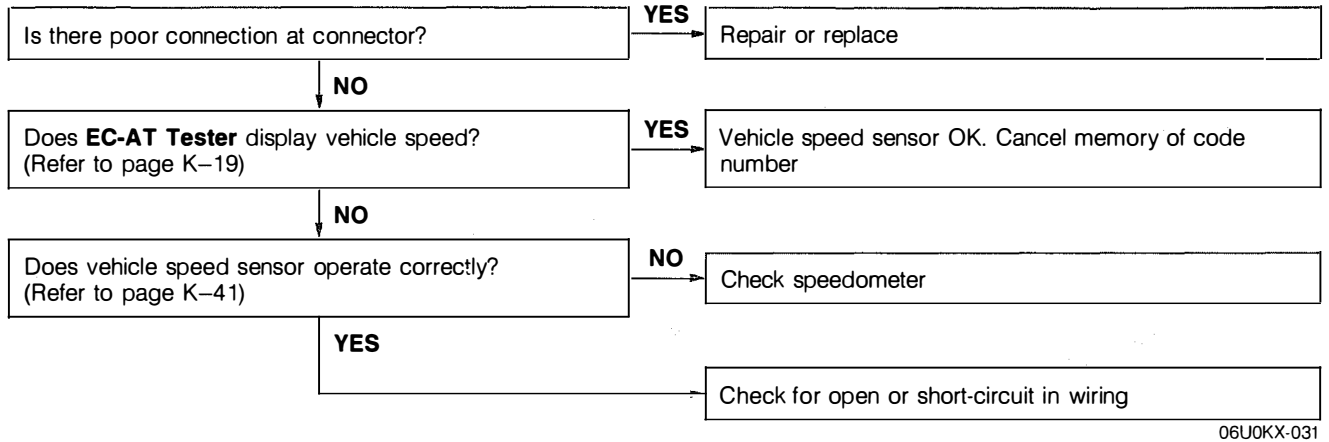 Is there poor connection at connector?
YES
Repair or replace
NO
Does EC-AT Tester display vehicle speed?
(Refer to page K–19)
YES
Vehicle speed sensor OK. Cancel memory of code
number
NO
Does vehicle speed sensor operate correctly?
(Refer to page K–41)
NO
Check speedometer
YES
Check for open or short-circuit in wiring
06U0KX-031